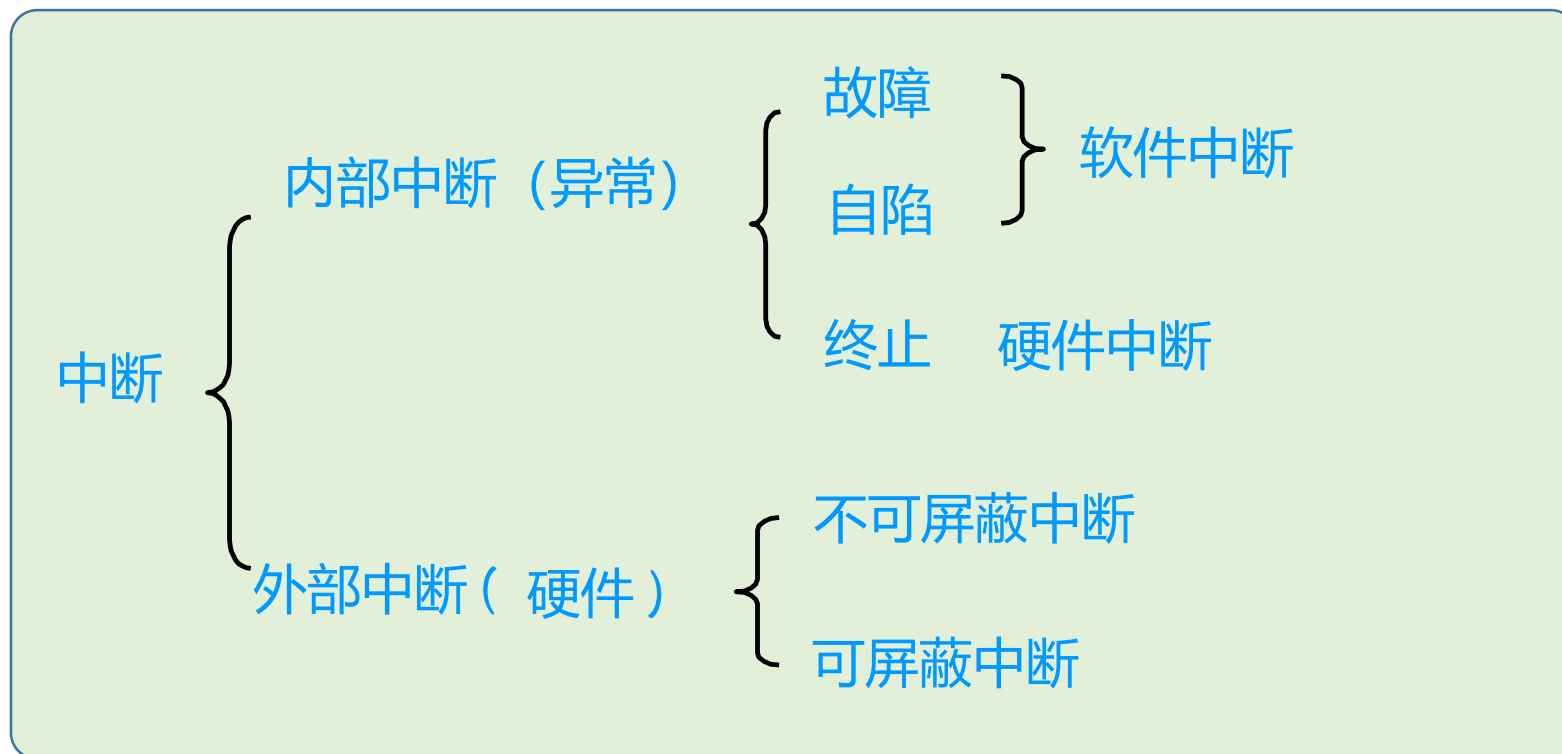 故障
软件中断
内部中断（异常）
自陷
终止 硬件中断
中断
不可屏蔽中断
外部中断( 硬件 )
可屏蔽中断